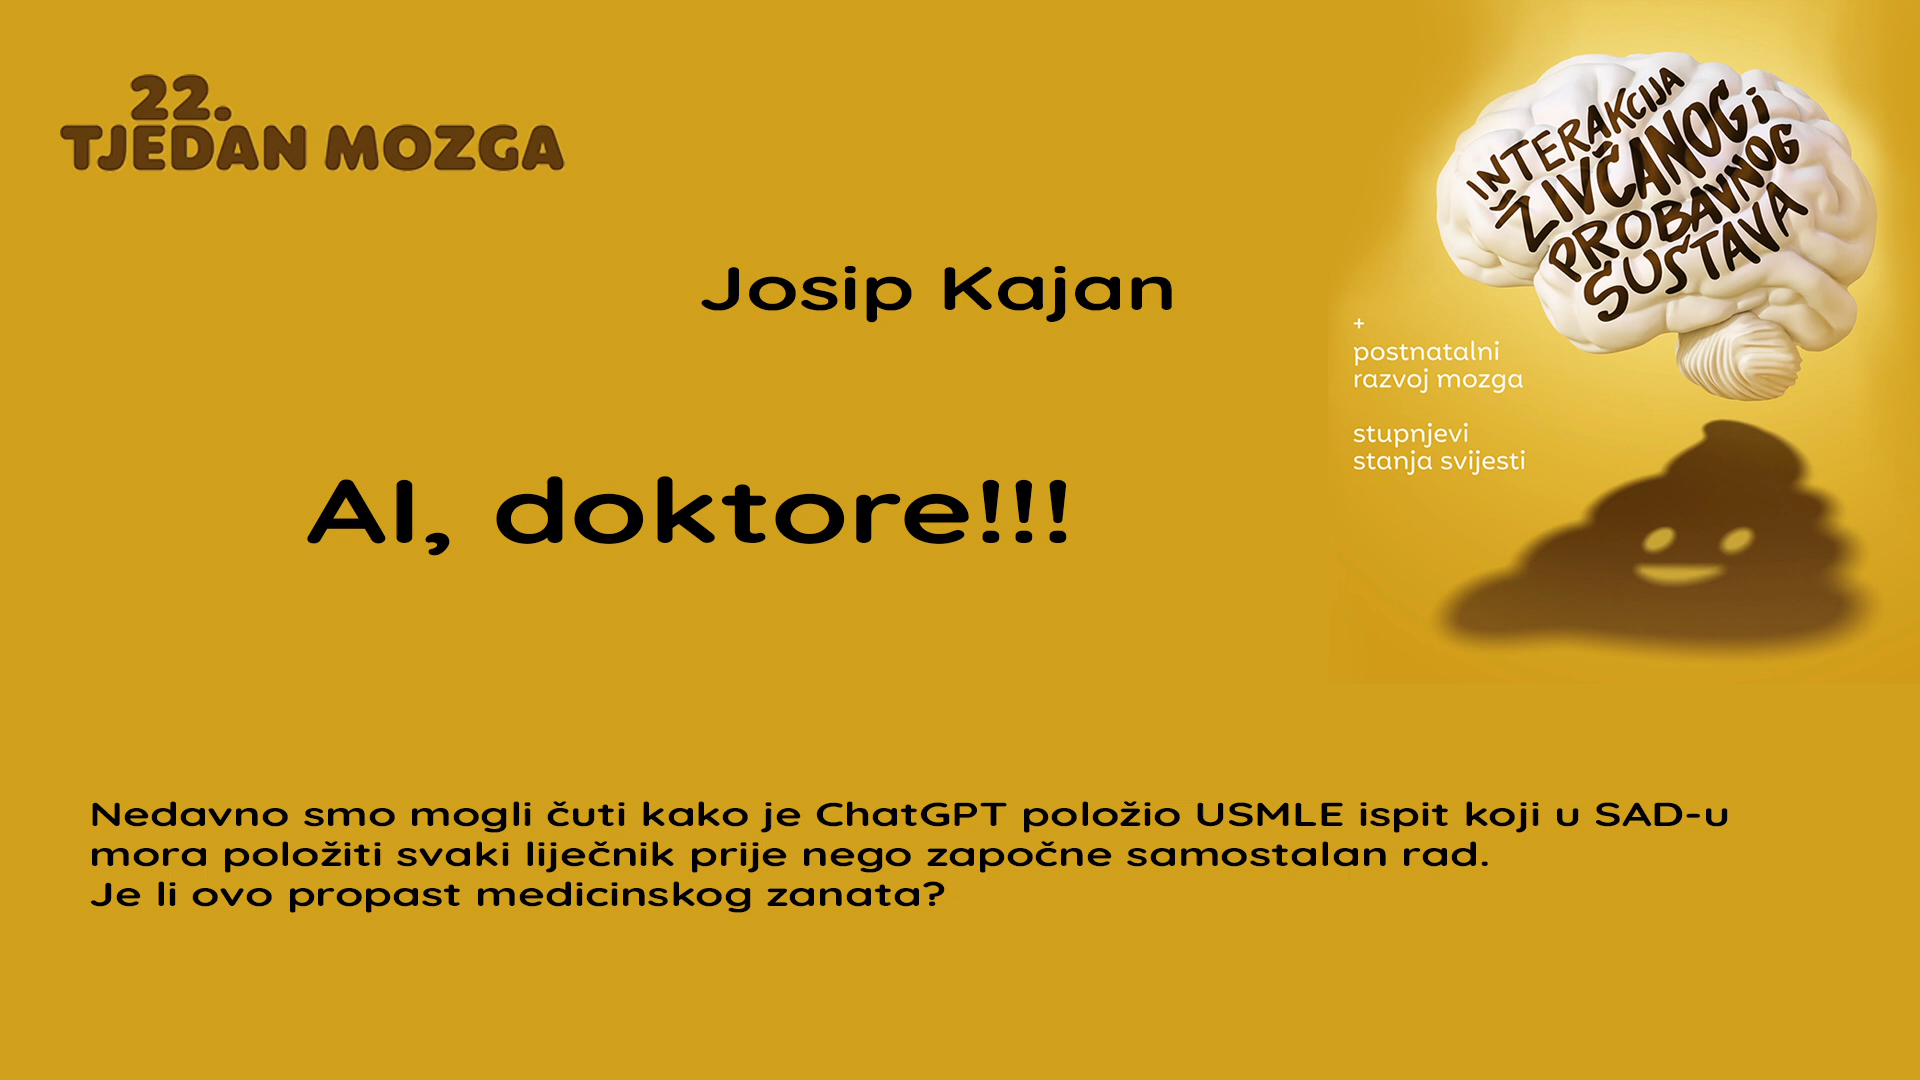 22.
TJEDAN MOZGA
INTERAKCIJA
ŽIVČANOG i
PROBAVNOG
SUSTAVA
Josip Kajan
+
postnatalni
razvoj mozga
stupnjevi
stanja svijesti
AI, doktore!!!
Nedavno smo mogli čuti kako je ChatGPT položio USMLE ispit koji u SAD-u
mora položiti svaki liječnik prije nego započne samostalan rad.
Je li ovo propast medicinskog zanata?